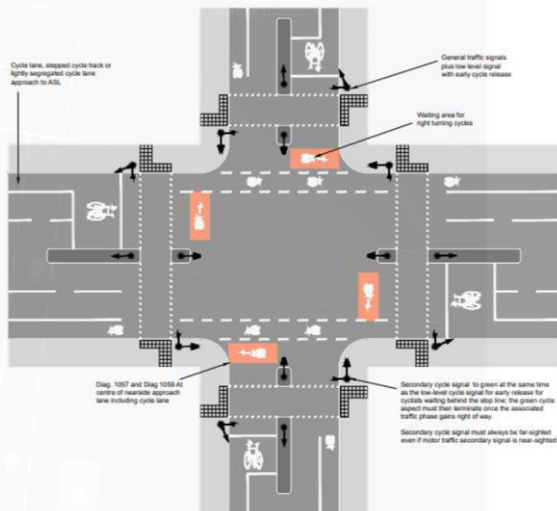 Cycle lane, stepped cycle track or
lightly segregated cycle lane
approach to ASL
General traffic signals
plus low level signal
with early cycle release
Waiting area for
right turning cycles
Diag. 1057 and Diag 1059 At
centre of nearside approach
lane including cycle lane
Secondary cycle signal to green at the same time
as the low-level cycle signal for early release for
cyclists waiting behind the stop line; the green cycle
aspect must then terminate once the associated
traffic phase gains right of way.
Secondary cycle signal must always be far-sighted
even if motor traffic secondary signal is near-sighted